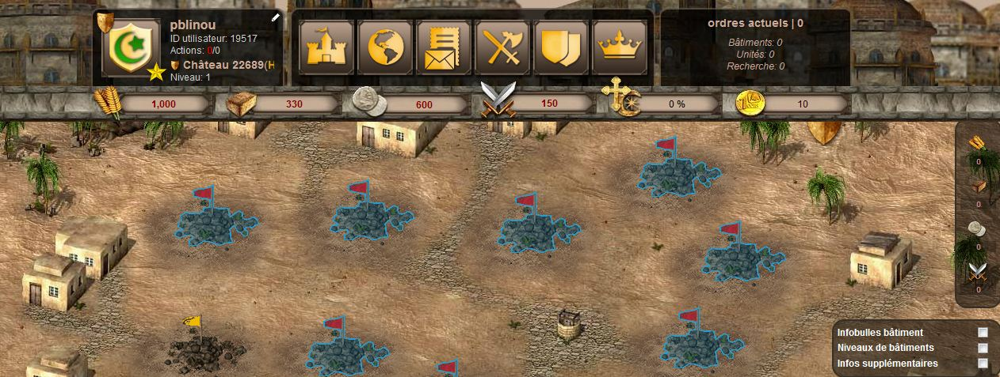 pblinou
ID utilisateur: 19517
Actions: 0/0
Château 22689(H
Niveau: 1
ordres actuels | 0
Bâtiments: 0
Unités: 0
Recherche: 0
1,000
330
600
150
0 %
10
0
0
0
0
Infobulles bâtiment
Niveaux de bâtiments
Infos supplémentaires